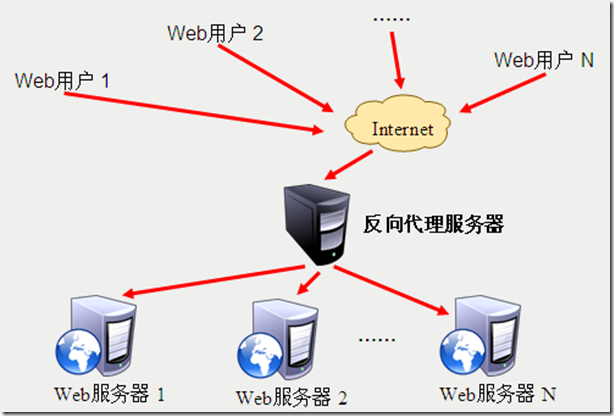 ……
Web用户 2
Web用户 N
Web用户 1
Internet
反向代理服务器
……
Web服务器 1
Web服务器 2
Web服务器 N